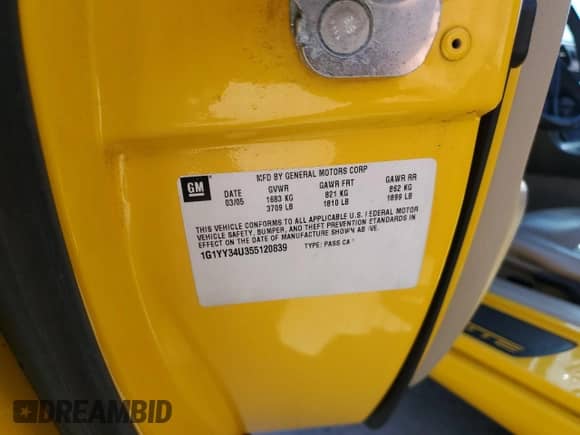 GM
MFD BY GENERAL MOTORS CORP
DATE GVWR GAWR FRT GAWR RR
03/05 1683 KG 821 KG 862 KG
3709 LB 1810 LB 1899 LB
THIS VEHICLE CONFORMS TO ALL APPLICABLE U.S. FEDERAL MOTOR
VEHICLE SAFETY, BUMPER, AND THEFT PREVENTION STANDARDS IN
EFFECT ON THE DATE OF MANUFACTURE SHOWN ABOVE.
1G1YY34U355120839 TYPE: PASS CA
TTE
DREAMBID